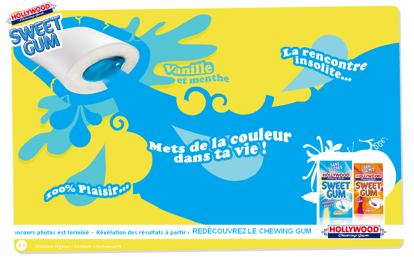 HOLLYWOOD
SWEET
GUM
Vanille
et menthe
La rencontre
insolite...
Mets de la couleur
dans ta vie !
100% Plaisir...
HOLLYWOOD
SWEET
GUM
HOLLYWOOD
SWEET
GUM
oncours photos est terminé – Révélation des résultats à partir
REDÉCOUVREZ LE CHEWING GUM
HOLLYWOOD
Chewing Gum